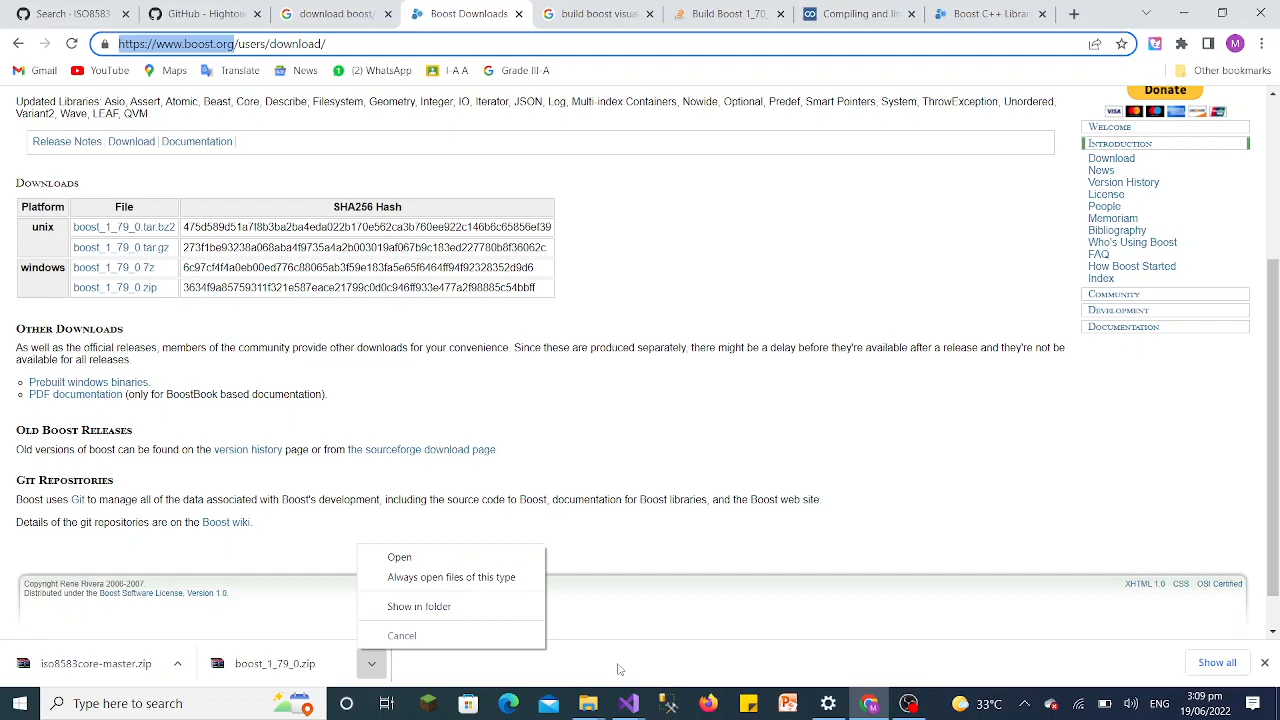 Search - ISO8583
GitHub - Hightow
download boost
Boost Downloads
build boost visua
Build Boost 1_79_
Compiling and li
Boost C++ Libra
https://www.boost.org/users/download/
Gmail
YouTube
Maps
Translate
News
(2) WhatsApp
I-A A
Grade III-A
Other bookmarks
Updated Libraries: Asio, Assert, Atomic, Beast, Core, Describe, Filesystem, Geometry,
Iterator, JSON, Log, Multi-index Containers, Nowide, Optional, Predef, Smart Pointers, System, ThrowException, Unordered,
Variant2, Wave, LEAF, QVM
Donate
VISA
Release Notes Download Documentation
Welcome
Introduction
Download
News
Version History
License
People
Memoriam
Bibliography
Who's Using Boost
FAQ
How Boost Started
Index
Community
Development
Documentation
Downloads
Platform File SHA256 Hash
unix boost_1_79_0.tar.bz2 475d589d51a7f8b3ba2ba4eda022b170e562ca3b760ee922c146b6c65856ef39
boost_1_79_0.tar.gz 273f1be93238a068aba4f9735a4a2b003019af067b9c183ed227780b8f36062c
windows boost_1_79_0.7z 6c97cf4f4a0eb00ed776c88065ab3f59e183fa5e65f6464ff94f92328352d9d6
boost_1_79_0.zip 3634f9a85759311f321e587eace21799c0d0c946ff933e477a2f98885c54bbff
Other Downloads
As well as the official releases, members of the community provide other downloads for your convenience. Since these are produced separately, there might be a delay before they're available after a release and they're not be
available for all releases.
Prebuilt windows binaries.
PDF documentation (only for BoostBook based documentation).
Old Boost Releases
Old versions of boost can be found on the version history page or from the sourceforge download page.
Git Repositories
Boost uses Git to manage all of the data associated with Boost's development, including the source code to Boost, documentation for Boost libraries, and the Boost web site.
Details of the git repositories are on the Boost wiki.
Open
Always open files of this type
Show in folder
Cancel
Copyright Rene Rivera 2006-2007.
Distributed under the Boost Software License, Version 1.0.
XHTML 1.0 CSS OSI Certified
iso8583core-master.zip
boost_1_79_0.zip
Show all
Type here to search
33°C
3:09 pm
19/06/2022